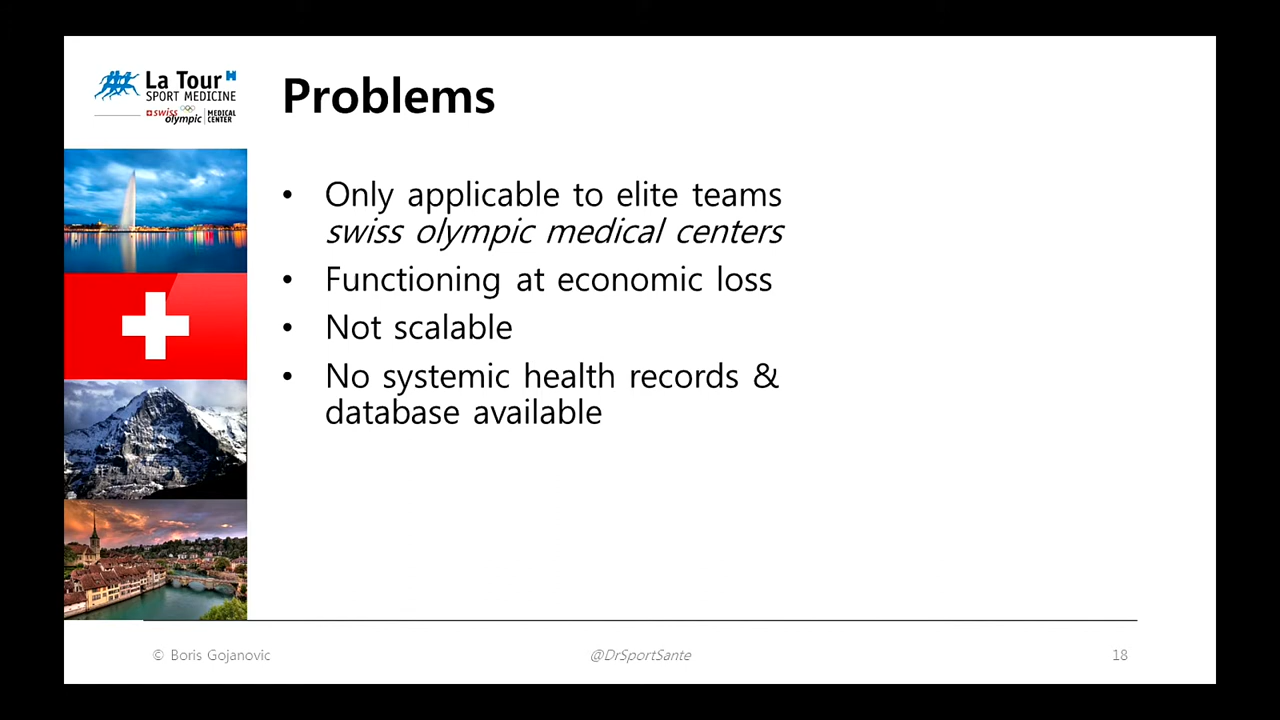 La Tour
SPORT MEDICINE
swiss olympic | MEDICAL CENTER
Problems
• Only applicable to elite teams
swiss olympic medical centers
• Functioning at economic loss
• Not scalable
• No systemic health records &
database available
© Boris Gojanovic
@DrSportSante
18